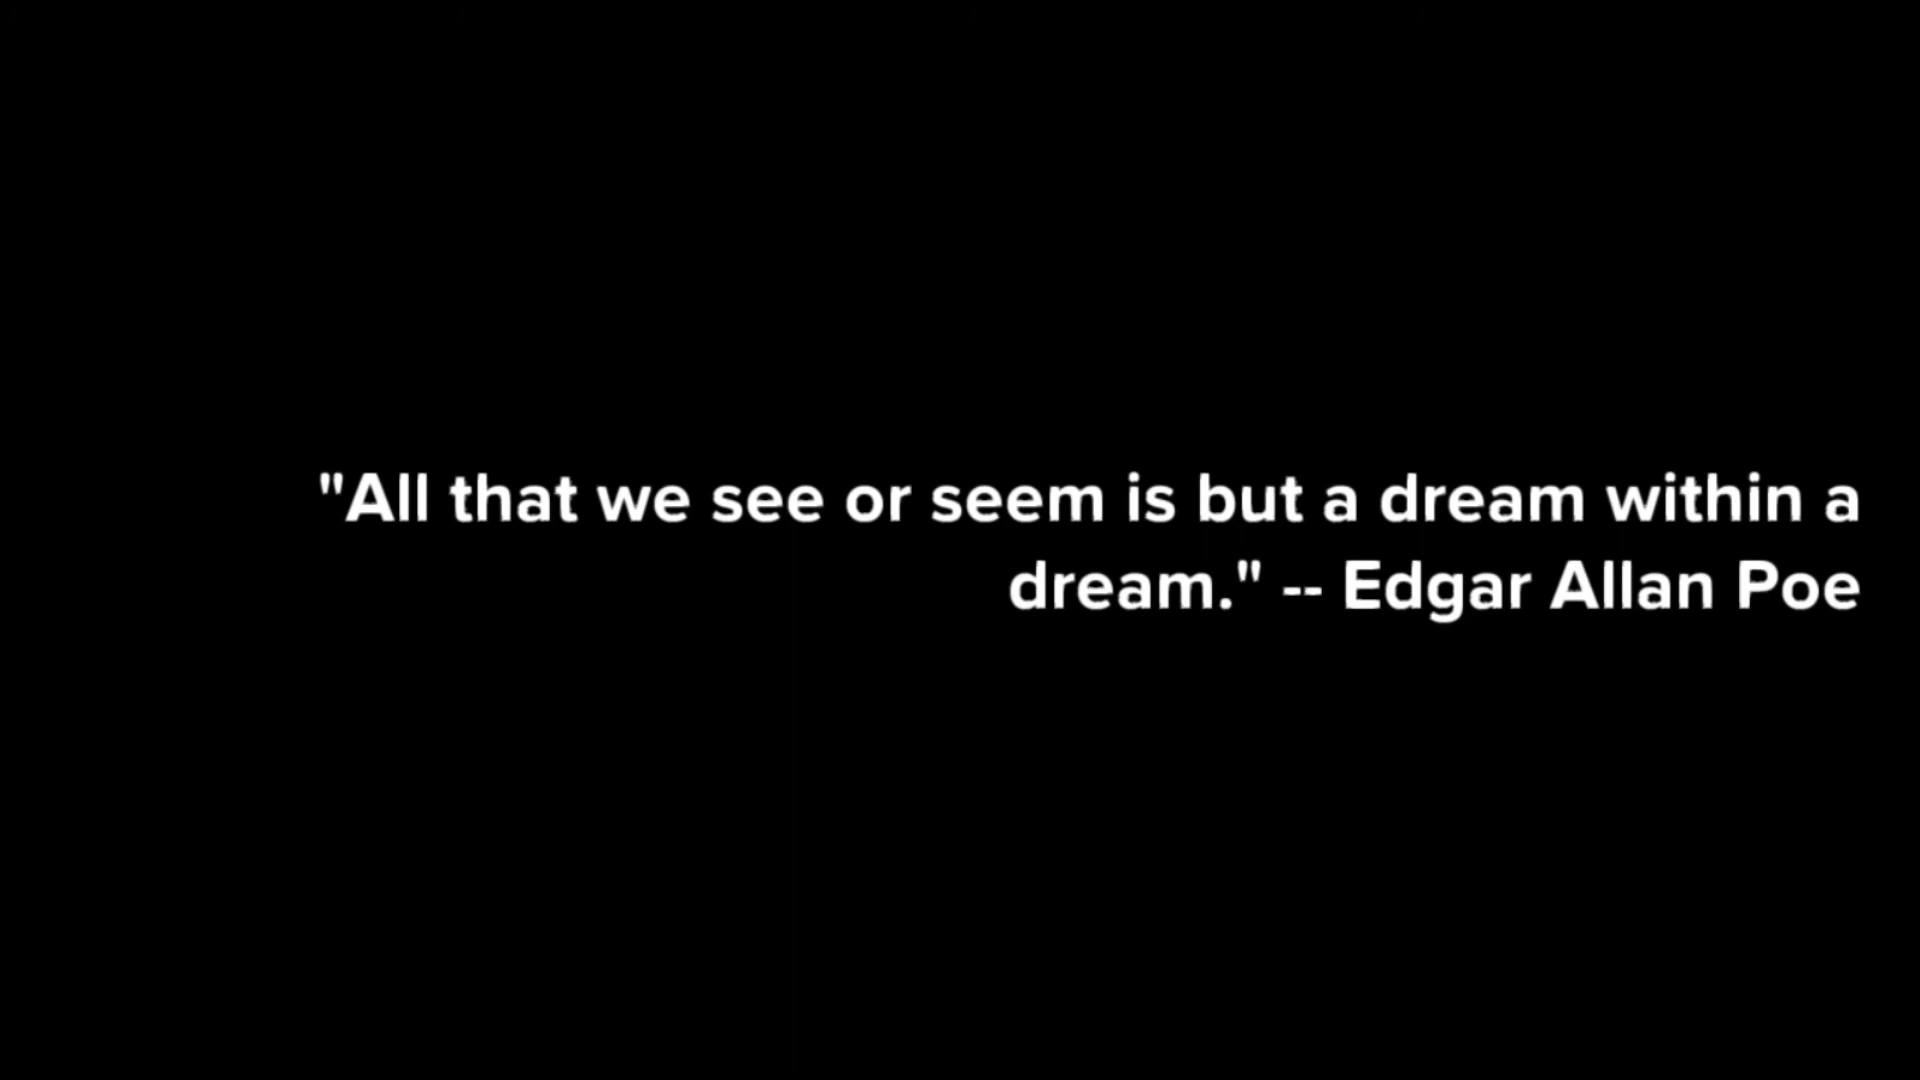 "All that we see or seem is but a dream within a
dream." -- Edgar Allan Poe